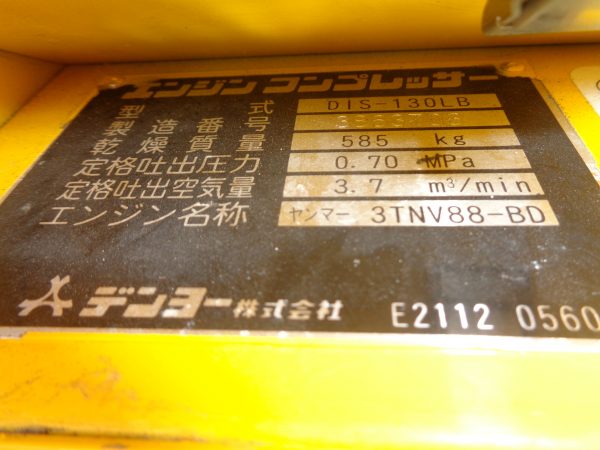 エンジン コンプレッサー
型式 DIS-130LB
製造番号
乾燥質量 585 kg
定格吐出圧力 0.70 MPa
定格吐出空気量 3.7 m³/min
エンジン名称 ヤンマー 3TNV88-BD
デンヨー株式会社 E2112 0560